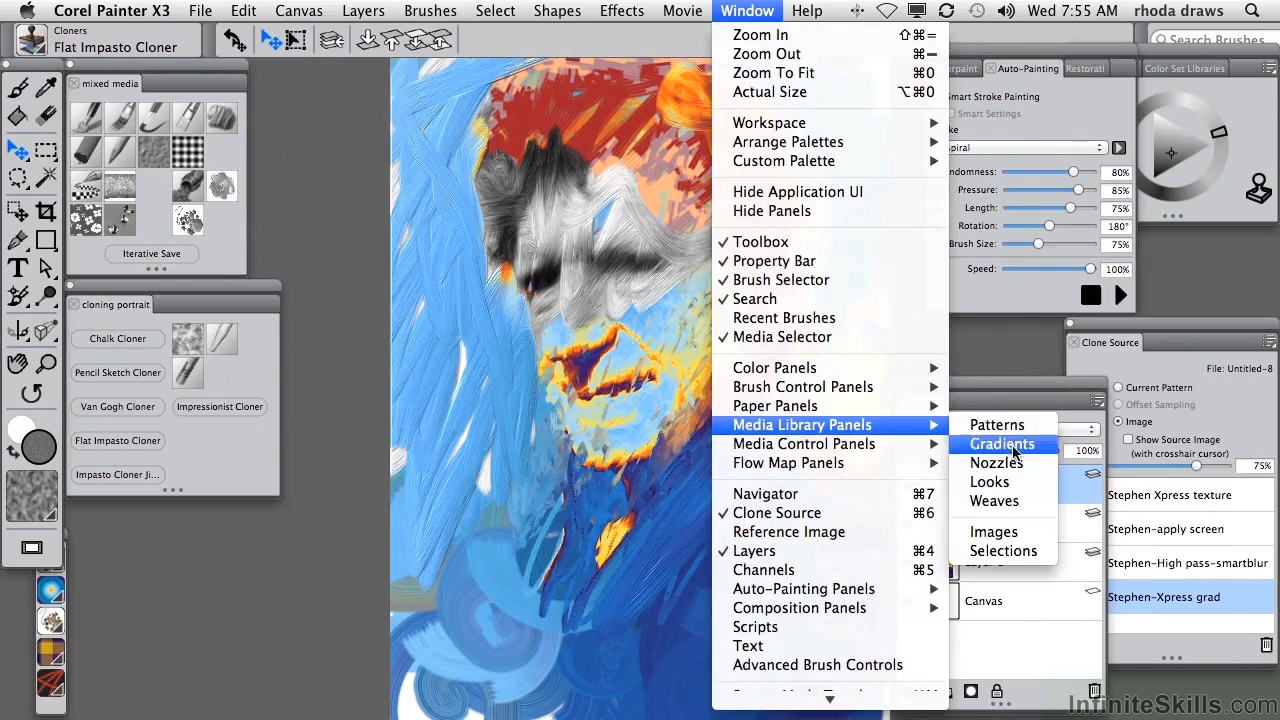 Corel Painter X3 File Edit Canvas Layers Brushes Select Shapes Effects Movie Window Help Wed 7:55 AM rhoda draws
Cloners
Flat Impasto Cloner
Search Brushes
mixed media
Iterative Save
cloning portrait
Chalk Cloner
Pencil Sketch Cloner
Van Gogh Cloner Impressionist Cloner
Flat Impasto Cloner
Impasto Cloner Ji...
Zoom In ⇧⌘=
Zoom Out ⌘−
Zoom To Fit ⌘0
Actual Size ⌥⌘0
Workspace
Arrange Palettes
Custom Palette
Hide Application UI
Hide Panels
✓ Toolbox
✓ Property Bar
✓ Brush Selector
✓ Search
Recent Brushes
✓ Media Selector
Color Panels
Brush Control Panels
Paper Panels
Media Library Panels
Media Control Panels
Flow Map Panels
Navigator ⌘7
✓ Clone Source ⌘6
Reference Image
✓ Layers ⌘4
Channels ⌘5
Auto-Painting Panels
Composition Panels
Scripts
Text
Advanced Brush Controls
Patterns
Gradients
Nozzles
Looks
Weaves
Images
Selections
erpaint Auto-Painting Restorati
Smart Stroke Painting
Smart Settings
ke
piral
ndomness: 80%
Pressure: 85%
Length: 75%
Rotation: 180°
Brush Size: 75%
Speed: 100%
Color Set Libraries
100%
Canvas
Clone Source
File: Untitled-8
Current Pattern
Offset Sampling
Image
Show Source Image
(with crosshair cursor)
75%
Stephen Xpress texture
Stephen-apply screen
Stephen-High pass-smartblur
Stephen-Xpress grad
InfiniteSkills.com